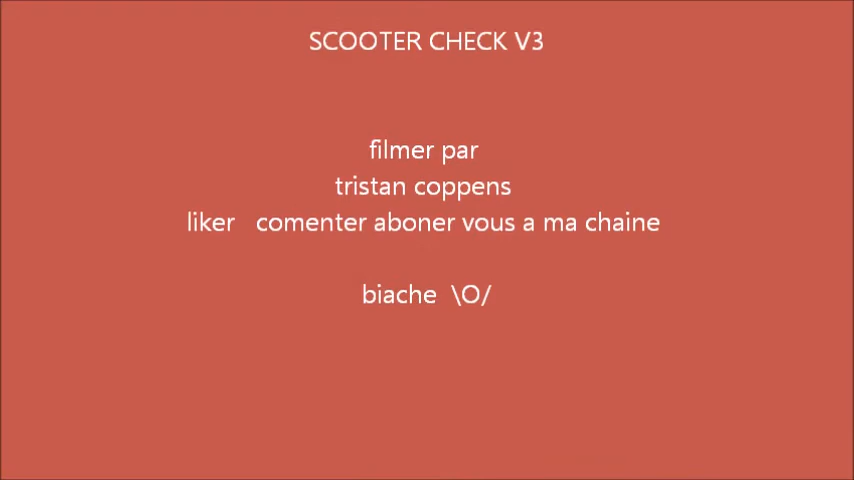 SCOOTER CHECK V3
filmer par
tristan coppens
liker   comenter aboner vous a ma chaine
biache  \O/